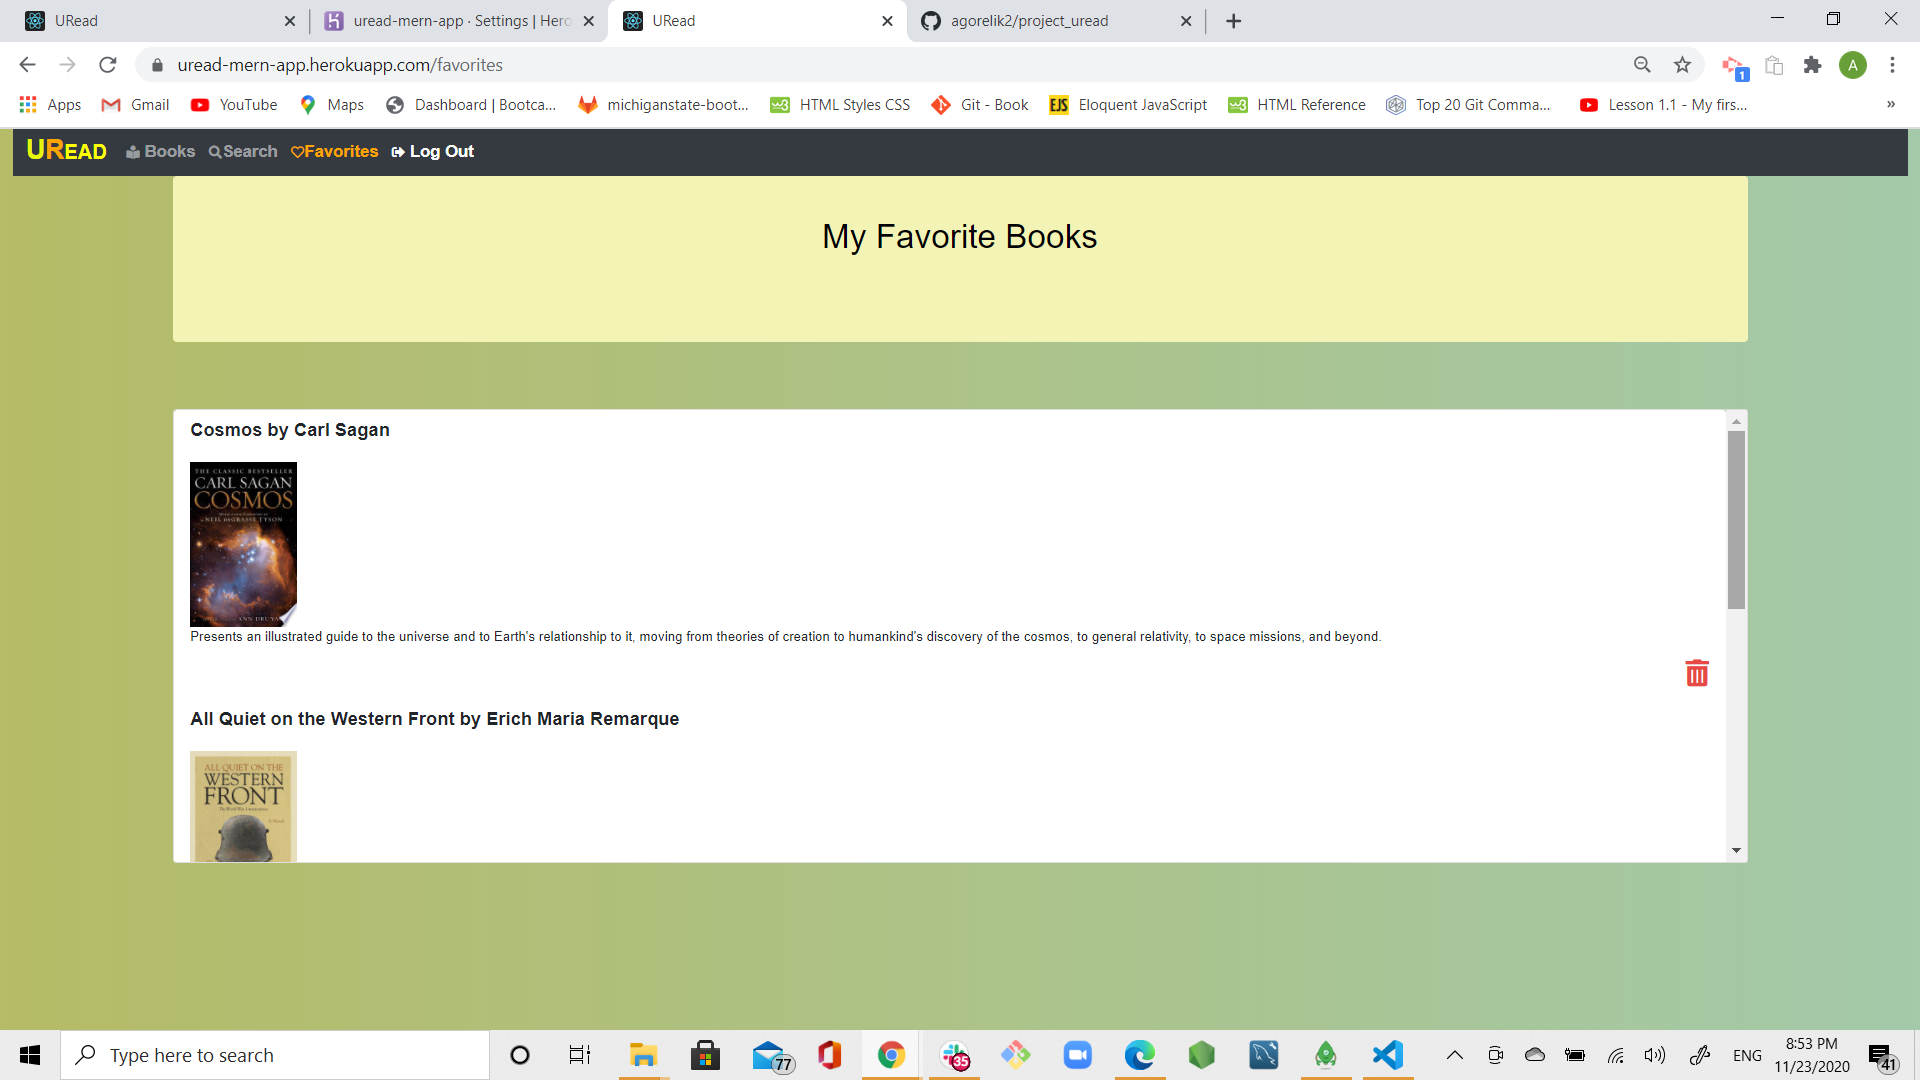 URead
uread-mern-app · Settings | Hero
URead
agorelik2/project_uread
uread-mern-app.herokuapp.com/favorites
A
1
Apps
Gmail
YouTube
Maps
Dashboard | Bootca...
michiganstate-boot...
HTML Styles CSS
Git - Book
EJS
Eloquent JavaScript
HTML Reference
Top 20 Git Comma...
Lesson 1.1 - My firs...
»
URead Books Search Favorites Log Out
My Favorite Books
Cosmos by Carl Sagan
THE CLASSIC BESTSELLER
CARL SAGAN
COSMOS
NEIL DEGRASSE TYSON
Presents an illustrated guide to the universe and to Earth's relationship to it, moving from theories of creation to humankind's discovery of the cosmos, to general relativity, to space missions, and beyond.
All Quiet on the Western Front by Erich Maria Remarque
ALL QUIET ON THE
WESTERN
FRONT
Type here to search
77
35
ENG
8:53 PM
11/23/2020
41